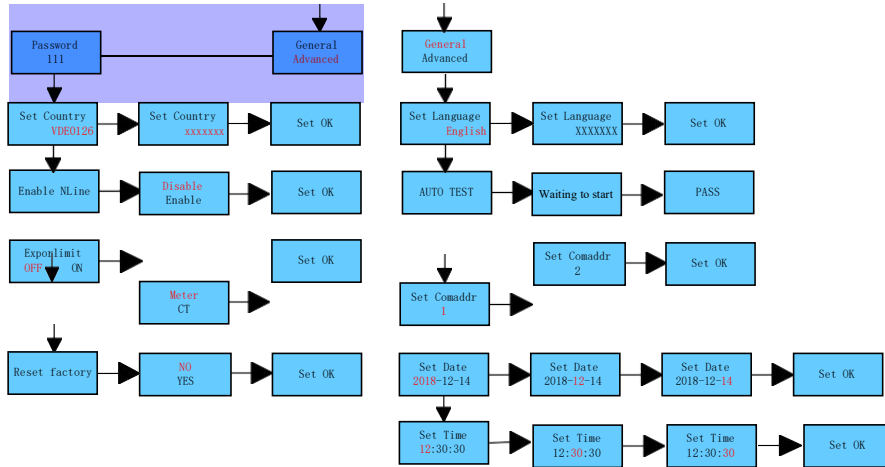 Password
111
General
Advanced
Set Country
VDE0126
Set Country
xxxxxxx
Set OK
Enable NLine
Disable
Enable
Set OK
Exponlimit
OFF ON
Meter
CT
Set OK
Reset factory
NO
YES
Set OK
General
Advanced
Set Language
English
Set Language
XXXXXXX
Set OK
AUTO TEST
Waiting to start
PASS
Set Comaddr
1
Set Comaddr
2
Set OK
Set Date
2018-12-14
Set Date
2018-12-14
Set Date
2018-12-14
Set OK
Set Time
12:30:30
Set Time
12:30:30
Set Time
12:30:30
Set OK